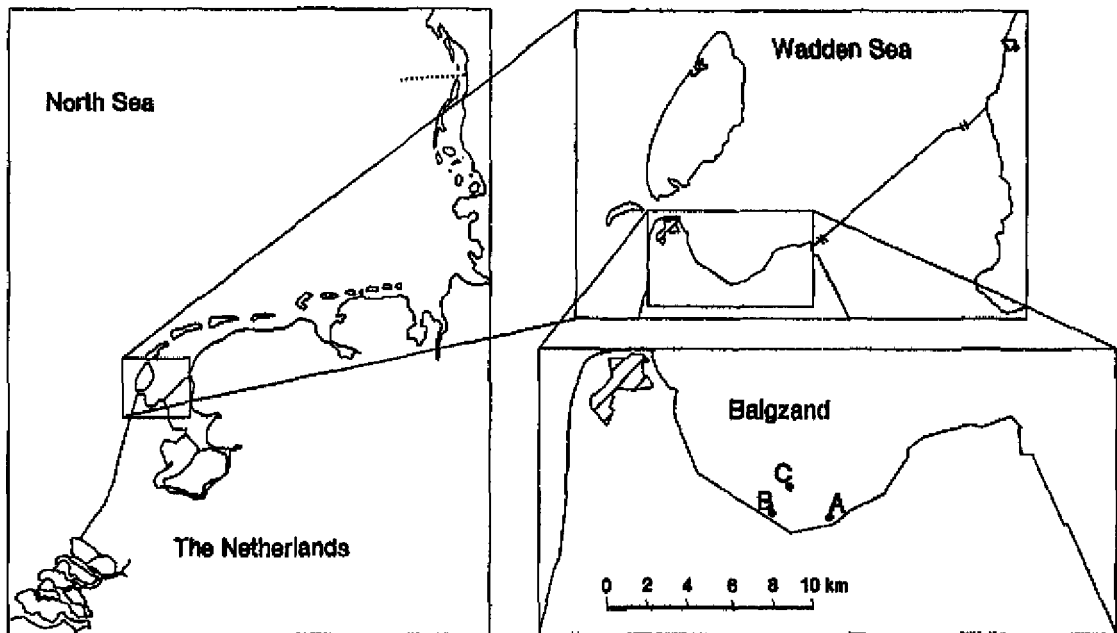 North Sea
The Netherlands
Wadden Sea
Balgzand
C
B
A
0 2 4 6 8 10 km